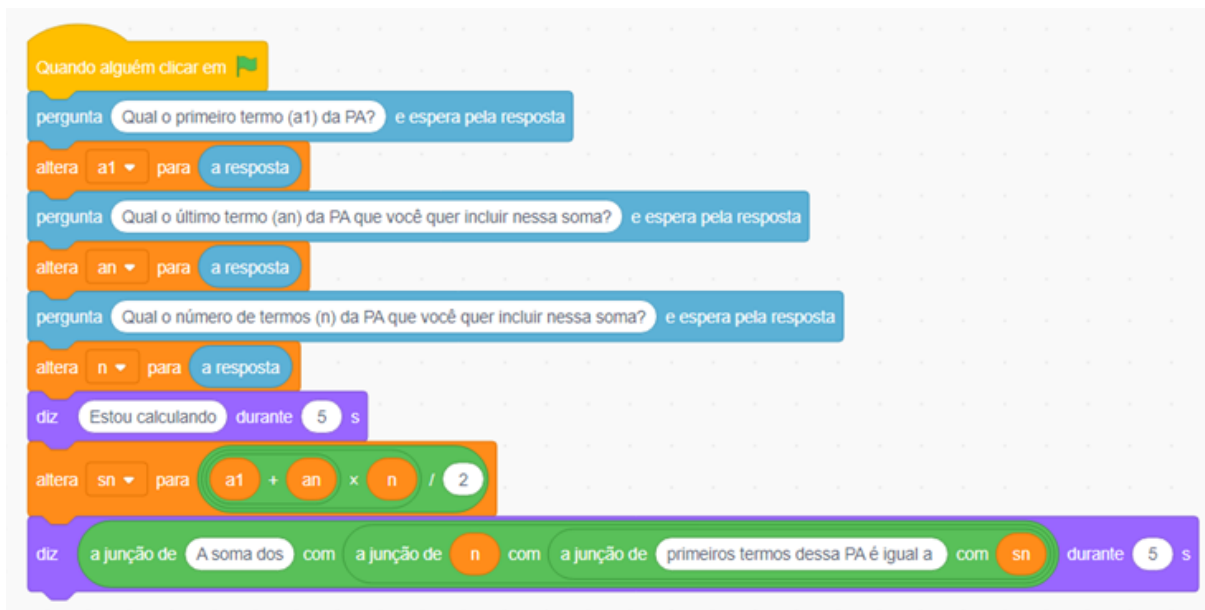 Quando alguém clicar em
pergunta Qual o primeiro termo (a1) da PA? e espera pela resposta
altera a1 para a resposta
pergunta Qual o último termo (an) da PA que você quer incluir nessa soma? e espera pela resposta
altera an para a resposta
pergunta Qual o número de termos (n) da PA que você quer incluir nessa soma? e espera pela resposta
altera n para a resposta
diz Estou calculando durante 5 s
altera sn para a1 + an × n / 2
diz a junção de A soma dos com a junção de n com a junção de primeiros termos dessa PA é igual a com sn durante 5 s